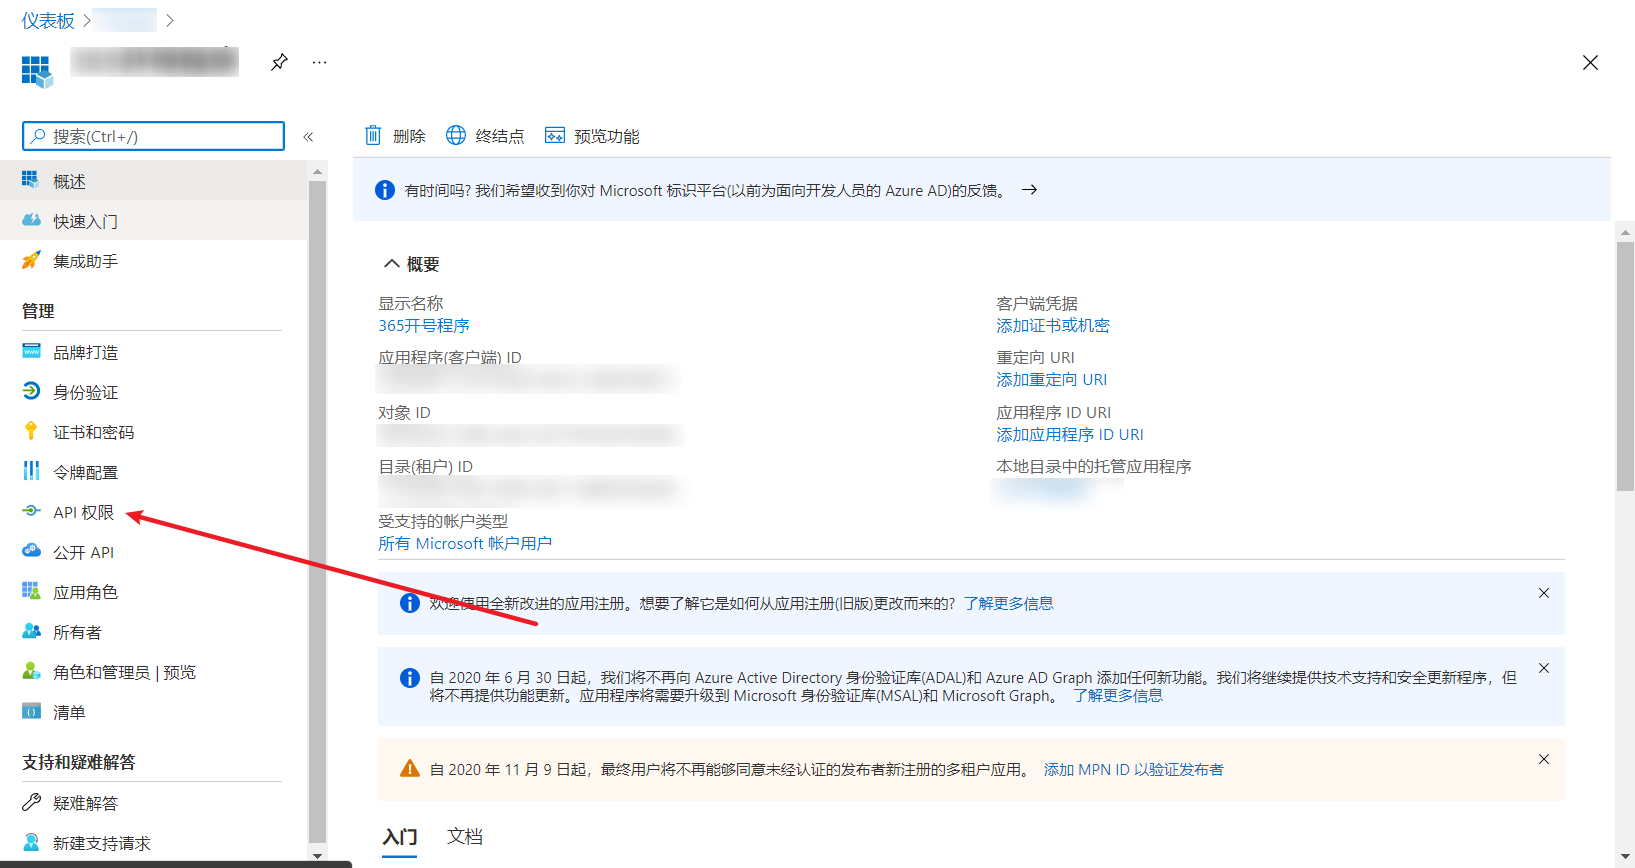 仪表板
搜索(Ctrl+/)
概述
快速入门
集成助手
管理
品牌打造
身份验证
证书和密码
令牌配置
API 权限
公开 API
应用角色
所有者
角色和管理员 | 预览
清单
支持和疑难解答
疑难解答
新建支持请求
删除 终结点 预览功能
有时间吗? 我们希望收到你对 Microsoft 标识平台(以前为面向开发人员的 Azure AD)的反馈。 →
概要
显示名称
365开号程序
应用程序(客户端) ID
对象 ID
目录(租户) ID
受支持的帐户类型
所有 Microsoft 帐户用户
客户端凭据
添加证书或机密
重定向 URI
添加重定向 URI
应用程序 ID URI
添加应用程序 ID URI
本地目录中的托管应用程序
欢迎使用全新改进的应用注册。想要了解它是如何从应用注册(旧版)更改而来的? 了解更多信息
自 2020 年 6 月 30 日起，我们将不再向 Azure Active Directory 身份验证库(ADAL)和 Azure AD Graph 添加任何新功能。我们将继续提供技术支持和安全更新程序，但
将不再提供功能更新。应用程序将需要升级到 Microsoft 身份验证库(MSAL)和 Microsoft Graph。 了解更多信息
自 2020 年 11 月 9 日起，最终用户将不再能够同意未经认证的发布者新注册的多租户应用。 添加 MPN ID 以验证发布者
入门 文档